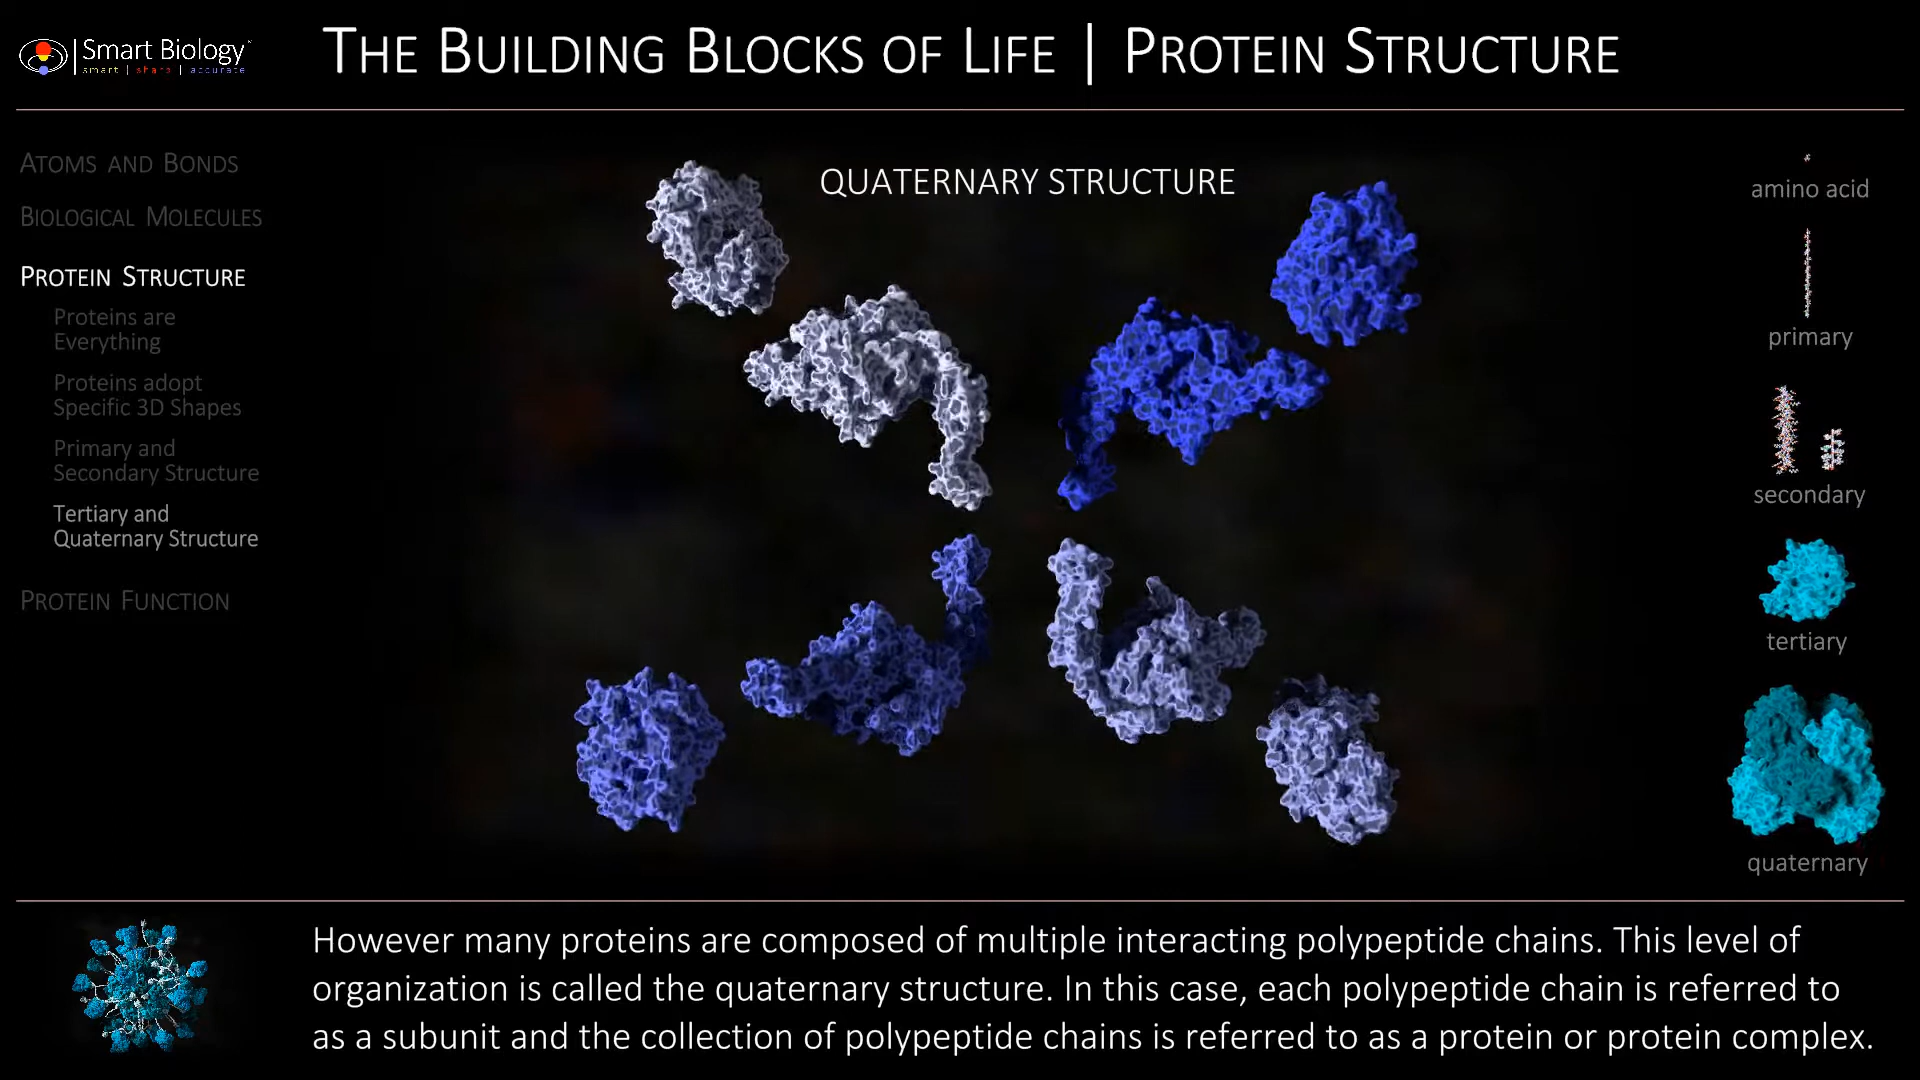 Smart Biology
smart | share | accurate
THE BUILDING BLOCKS OF LIFE | PROTEIN STRUCTURE
ATOMS AND BONDS
BIOLOGICAL MOLECULES
PROTEIN STRUCTURE
Proteins are
Everything
Proteins adopt
Specific 3D Shapes
Primary and
Secondary Structure
Tertiary and
Quaternary Structure
PROTEIN FUNCTION
QUATERNARY STRUCTURE
amino acid
primary
secondary
tertiary
quaternary
However many proteins are composed of multiple interacting polypeptide chains. This level of
organization is called the quaternary structure. In this case, each polypeptide chain is referred to
as a subunit and the collection of polypeptide chains is referred to as a protein or protein complex.